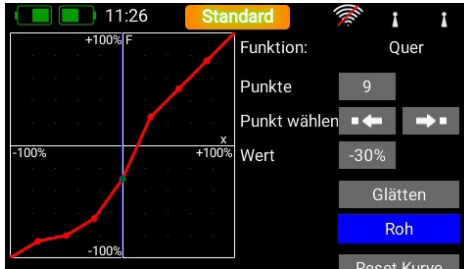 11:26 Standard
+100% F
Funktion: Quer
Punkte 9
Punkt wählen
x
-100% +100%
Wert -30%
Glätten
Roh
-100%
Reset Kurve